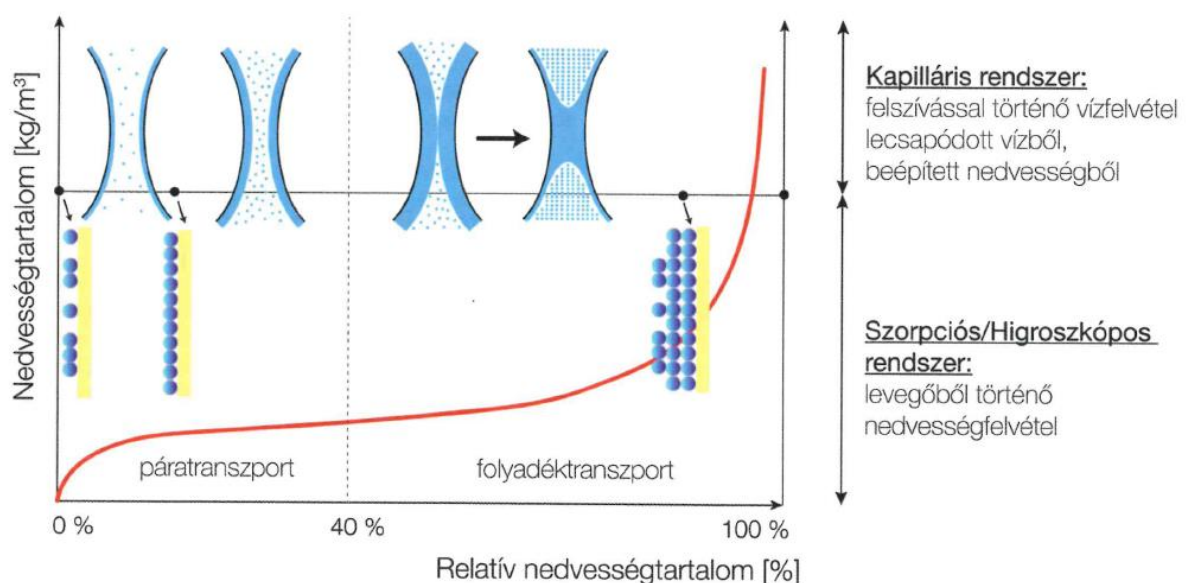 Nedvességtartalom [kg/m³]
Kapilláris rendszer:
felszívással történő vízfelvétel
lecsapódott vízből,
beépített nedvességből
Szorpciós/Higroszkópos
rendszer:
levegőből történő
nedvességfelvétel
páratranszport
folyadéktranszport
0 %
40 %
100 %
Relatív nedvességtartalom [%]